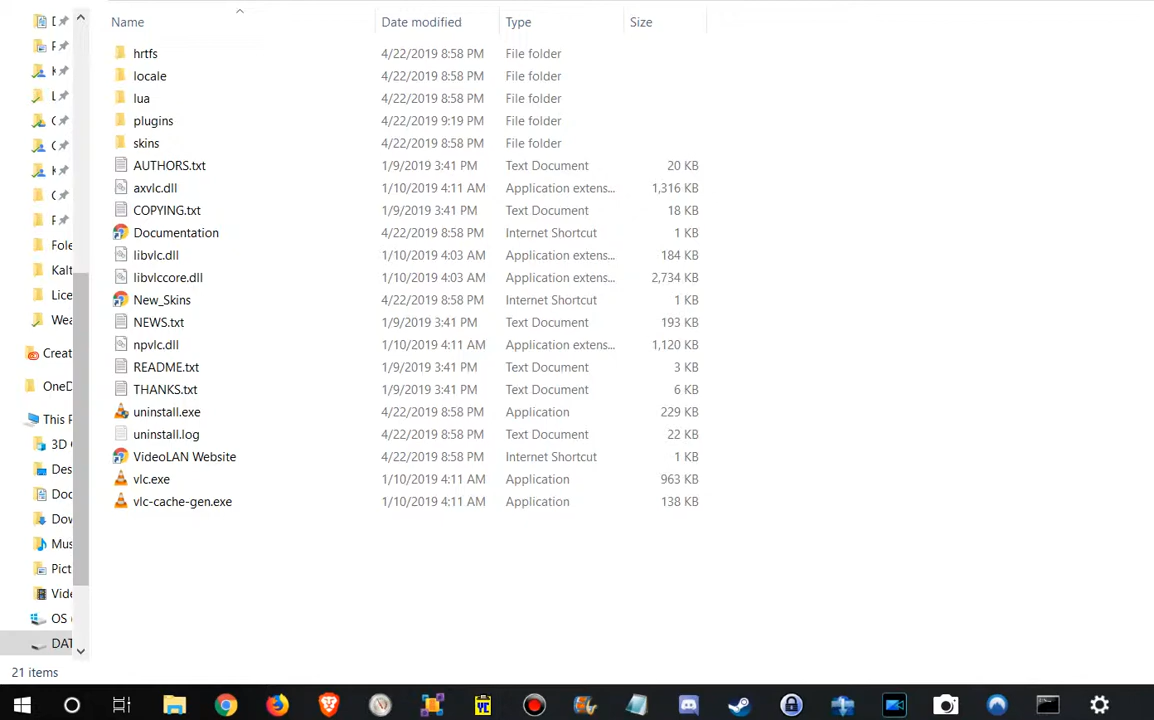 Name Date modified Type Size
hrtfs 4/22/2019 8:58 PM File folder
locale 4/22/2019 8:58 PM File folder
lua 4/22/2019 8:58 PM File folder
plugins 4/22/2019 9:19 PM File folder
skins 4/22/2019 8:58 PM File folder
AUTHORS.txt 1/9/2019 3:41 PM Text Document 20 KB
axvlc.dll 1/10/2019 4:11 AM Application extens... 1,316 KB
COPYING.txt 1/9/2019 3:41 PM Text Document 18 KB
Documentation 4/22/2019 8:58 PM Internet Shortcut 1 KB
libvlc.dll 1/10/2019 4:03 AM Application extens... 184 KB
libvlccore.dll 1/10/2019 4:03 AM Application extens... 2,734 KB
New_Skins 4/22/2019 8:58 PM Internet Shortcut 1 KB
NEWS.txt 1/9/2019 3:41 PM Text Document 193 KB
npvlc.dll 1/10/2019 4:11 AM Application extens... 1,120 KB
README.txt 1/9/2019 3:41 PM Text Document 3 KB
THANKS.txt 1/9/2019 3:41 PM Text Document 6 KB
uninstall.exe 4/22/2019 8:58 PM Application 229 KB
uninstall.log 4/22/2019 8:58 PM Text Document 22 KB
VideoLAN Website 4/22/2019 8:58 PM Internet Shortcut 1 KB
vlc.exe 1/10/2019 4:11 AM Application 963 KB
vlc-cache-gen.exe 1/10/2019 4:11 AM Application 138 KB
Fole
Kalt
Lice
Wea
Creat
OneD
This P
3D
Des
Doc
Dow
Mus
Pict
Vide
OS
DAT
21 items
YC